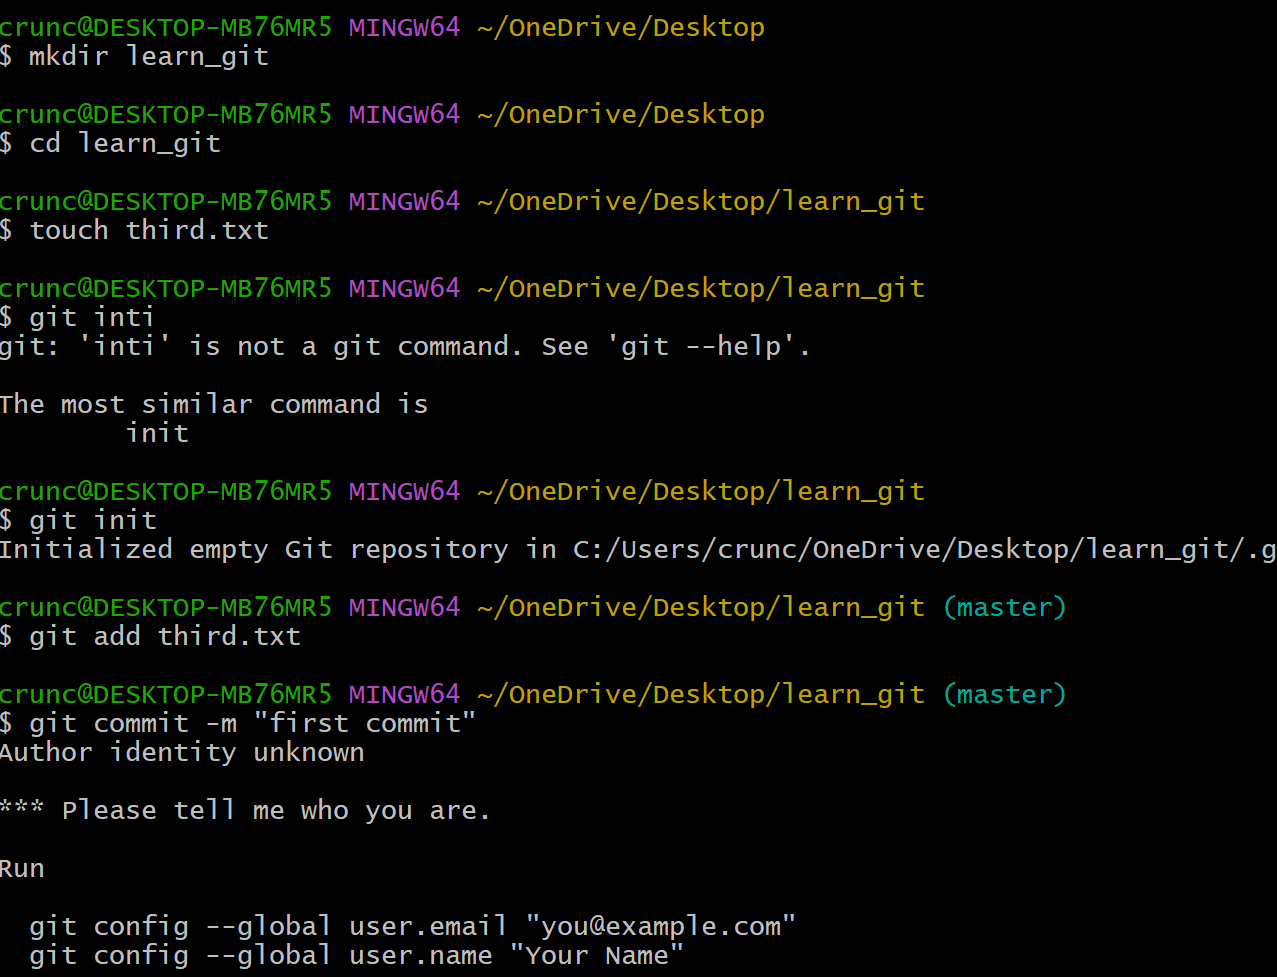 crunc@DESKTOP-MB76MR5 MINGW64 ~/OneDrive/Desktop
$ mkdir learn_git
crunc@DESKTOP-MB76MR5 MINGW64 ~/OneDrive/Desktop
$ cd learn_git
crunc@DESKTOP-MB76MR5 MINGW64 ~/OneDrive/Desktop/learn_git
$ touch third.txt
crunc@DESKTOP-MB76MR5 MINGW64 ~/OneDrive/Desktop/learn_git
$ git inti
git: 'inti' is not a git command. See 'git --help'.
The most similar command is
        init
crunc@DESKTOP-MB76MR5 MINGW64 ~/OneDrive/Desktop/learn_git
$ git init
Initialized empty Git repository in C:/Users/crunc/OneDrive/Desktop/learn_git/.g
crunc@DESKTOP-MB76MR5 MINGW64 ~/OneDrive/Desktop/learn_git (master)
$ git add third.txt
crunc@DESKTOP-MB76MR5 MINGW64 ~/OneDrive/Desktop/learn_git (master)
$ git commit -m "first commit"
Author identity unknown
*** Please tell me who you are.
Run
  git config --global user.email "you@example.com"
  git config --global user.name "Your Name"